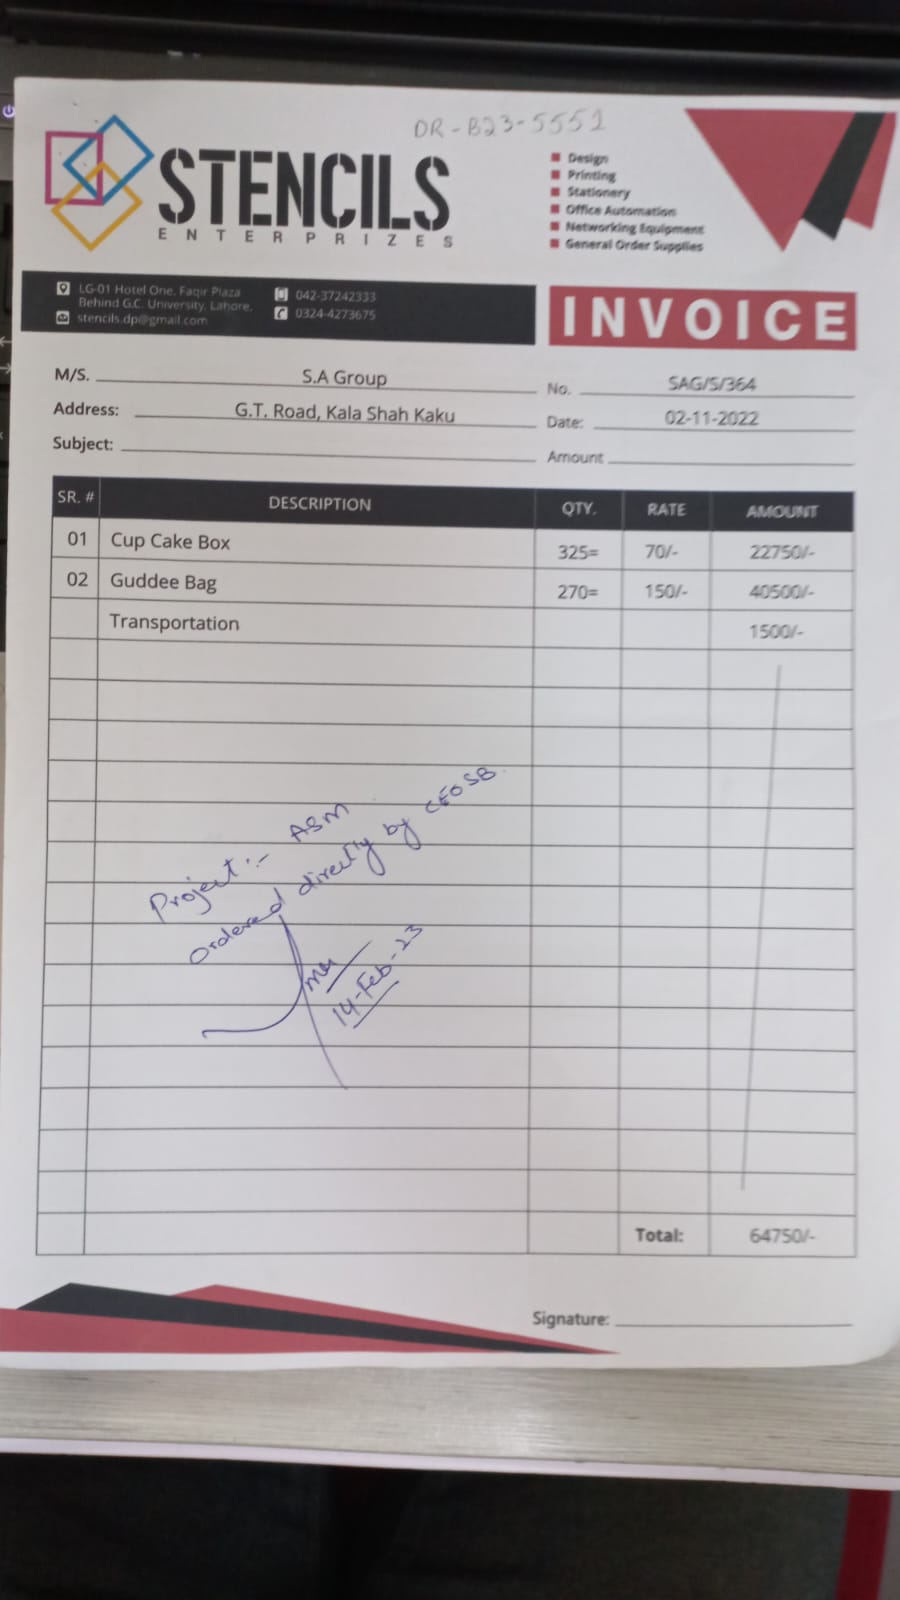 DR-B23-5551
STENCILS
ENTERPRIZES
Design
Printing
Stationery
Office Automation
Networking Equipment
General Order Supplies
LG-01 Hotel One, Faqir Plaza
Behind G.C. University, Lahore.
stencils.dp@gmail.com
042-37242333
0324-4273675
INVOICE
M/S. S.A Group
No. SAG/S/364
Address: G.T. Road, Kala Shah Kaku
Date: 02-11-2022
Subject:
Amount
SR. # DESCRIPTION QTY. RATE AMOUNT
01 Cup Cake Box 325= 70/- 22750/-
02 Guddee Bag 270= 150/- 40500/-
Transportation 1500/-
Project :- ASM
Ordered directly by CEOSB.
14-Feb-23
Total: 64750/-
Signature: